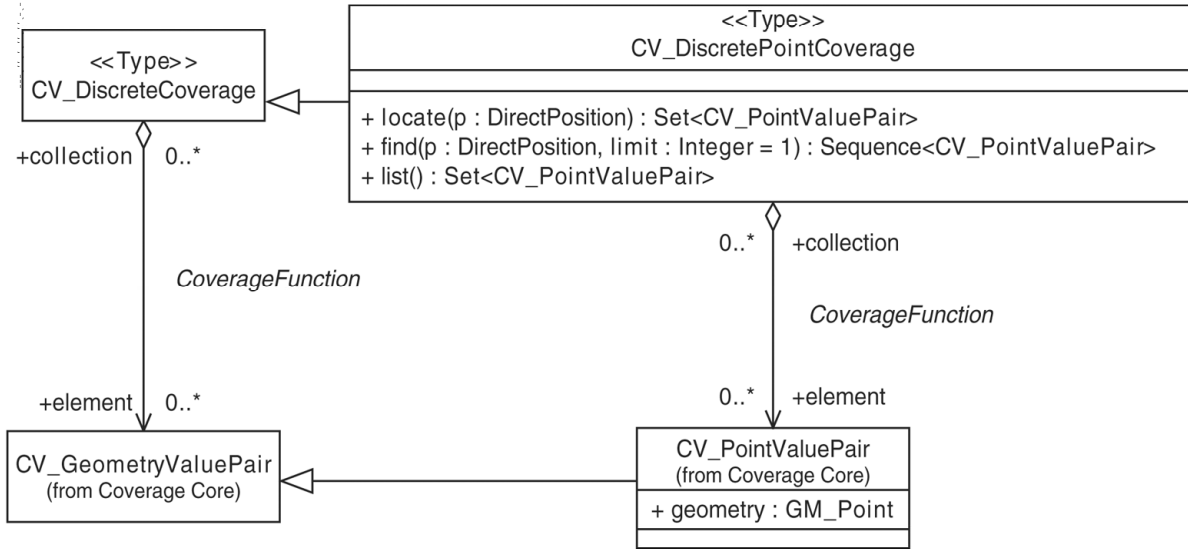 <<Type>>
CV_DiscreteCoverage
<<Type>>
CV_DiscretePointCoverage
+ locate(p : DirectPosition) : Set<CV_PointValuePair>
+ find(p : DirectPosition, limit : Integer = 1) : Sequence<CV_PointValuePair>
+ list() : Set<CV_PointValuePair>
+collection 0..*
0..* +collection
CoverageFunction
CoverageFunction
+element 0..*
0..* +element
CV_GeometryValuePair
(from Coverage Core)
CV_PointValuePair
(from Coverage Core)
+ geometry : GM_Point